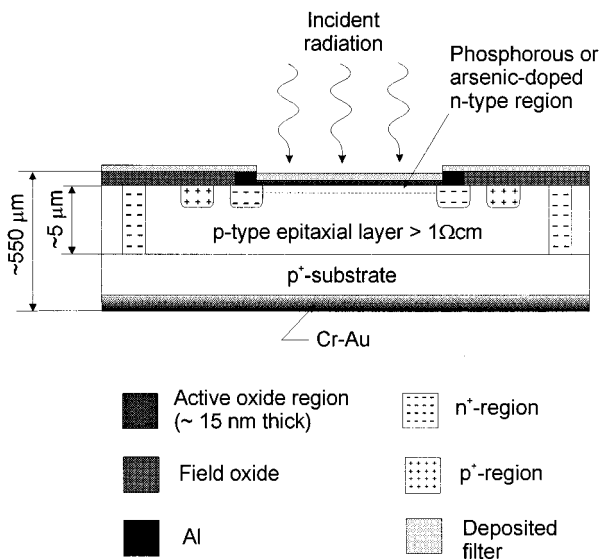 Incident
radiation
Phosphorous or
arsenic-doped
n-type region
~550 μm
~5 μm
p-type epitaxial layer > 1Ωcm
p⁺-substrate
Cr-Au
Active oxide region
(~ 15 nm thick)
n⁺-region
Field oxide
p⁺-region
Al
Deposited
filter